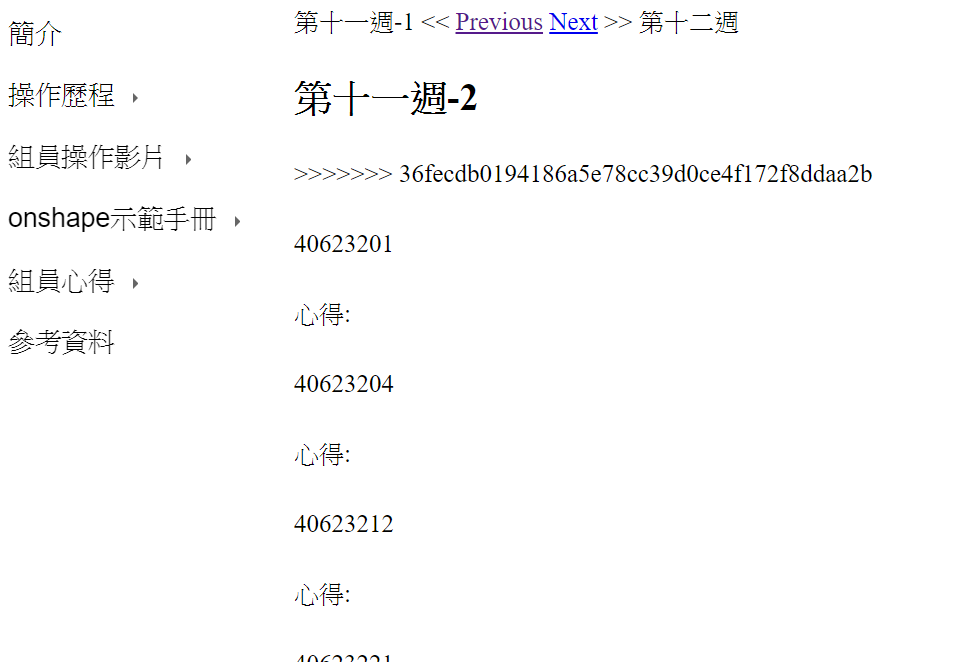 簡介
操作歷程
組員操作影片
onshape示範手冊
組員心得
參考資料
第十一週-1 << Previous Next >> 第十二週
第十一週-2
>>>>>>> 36fecdb0194186a5e78cc39d0ce4f172f8ddaa2b
40623201
心得:
40623204
心得:
40623212
心得: